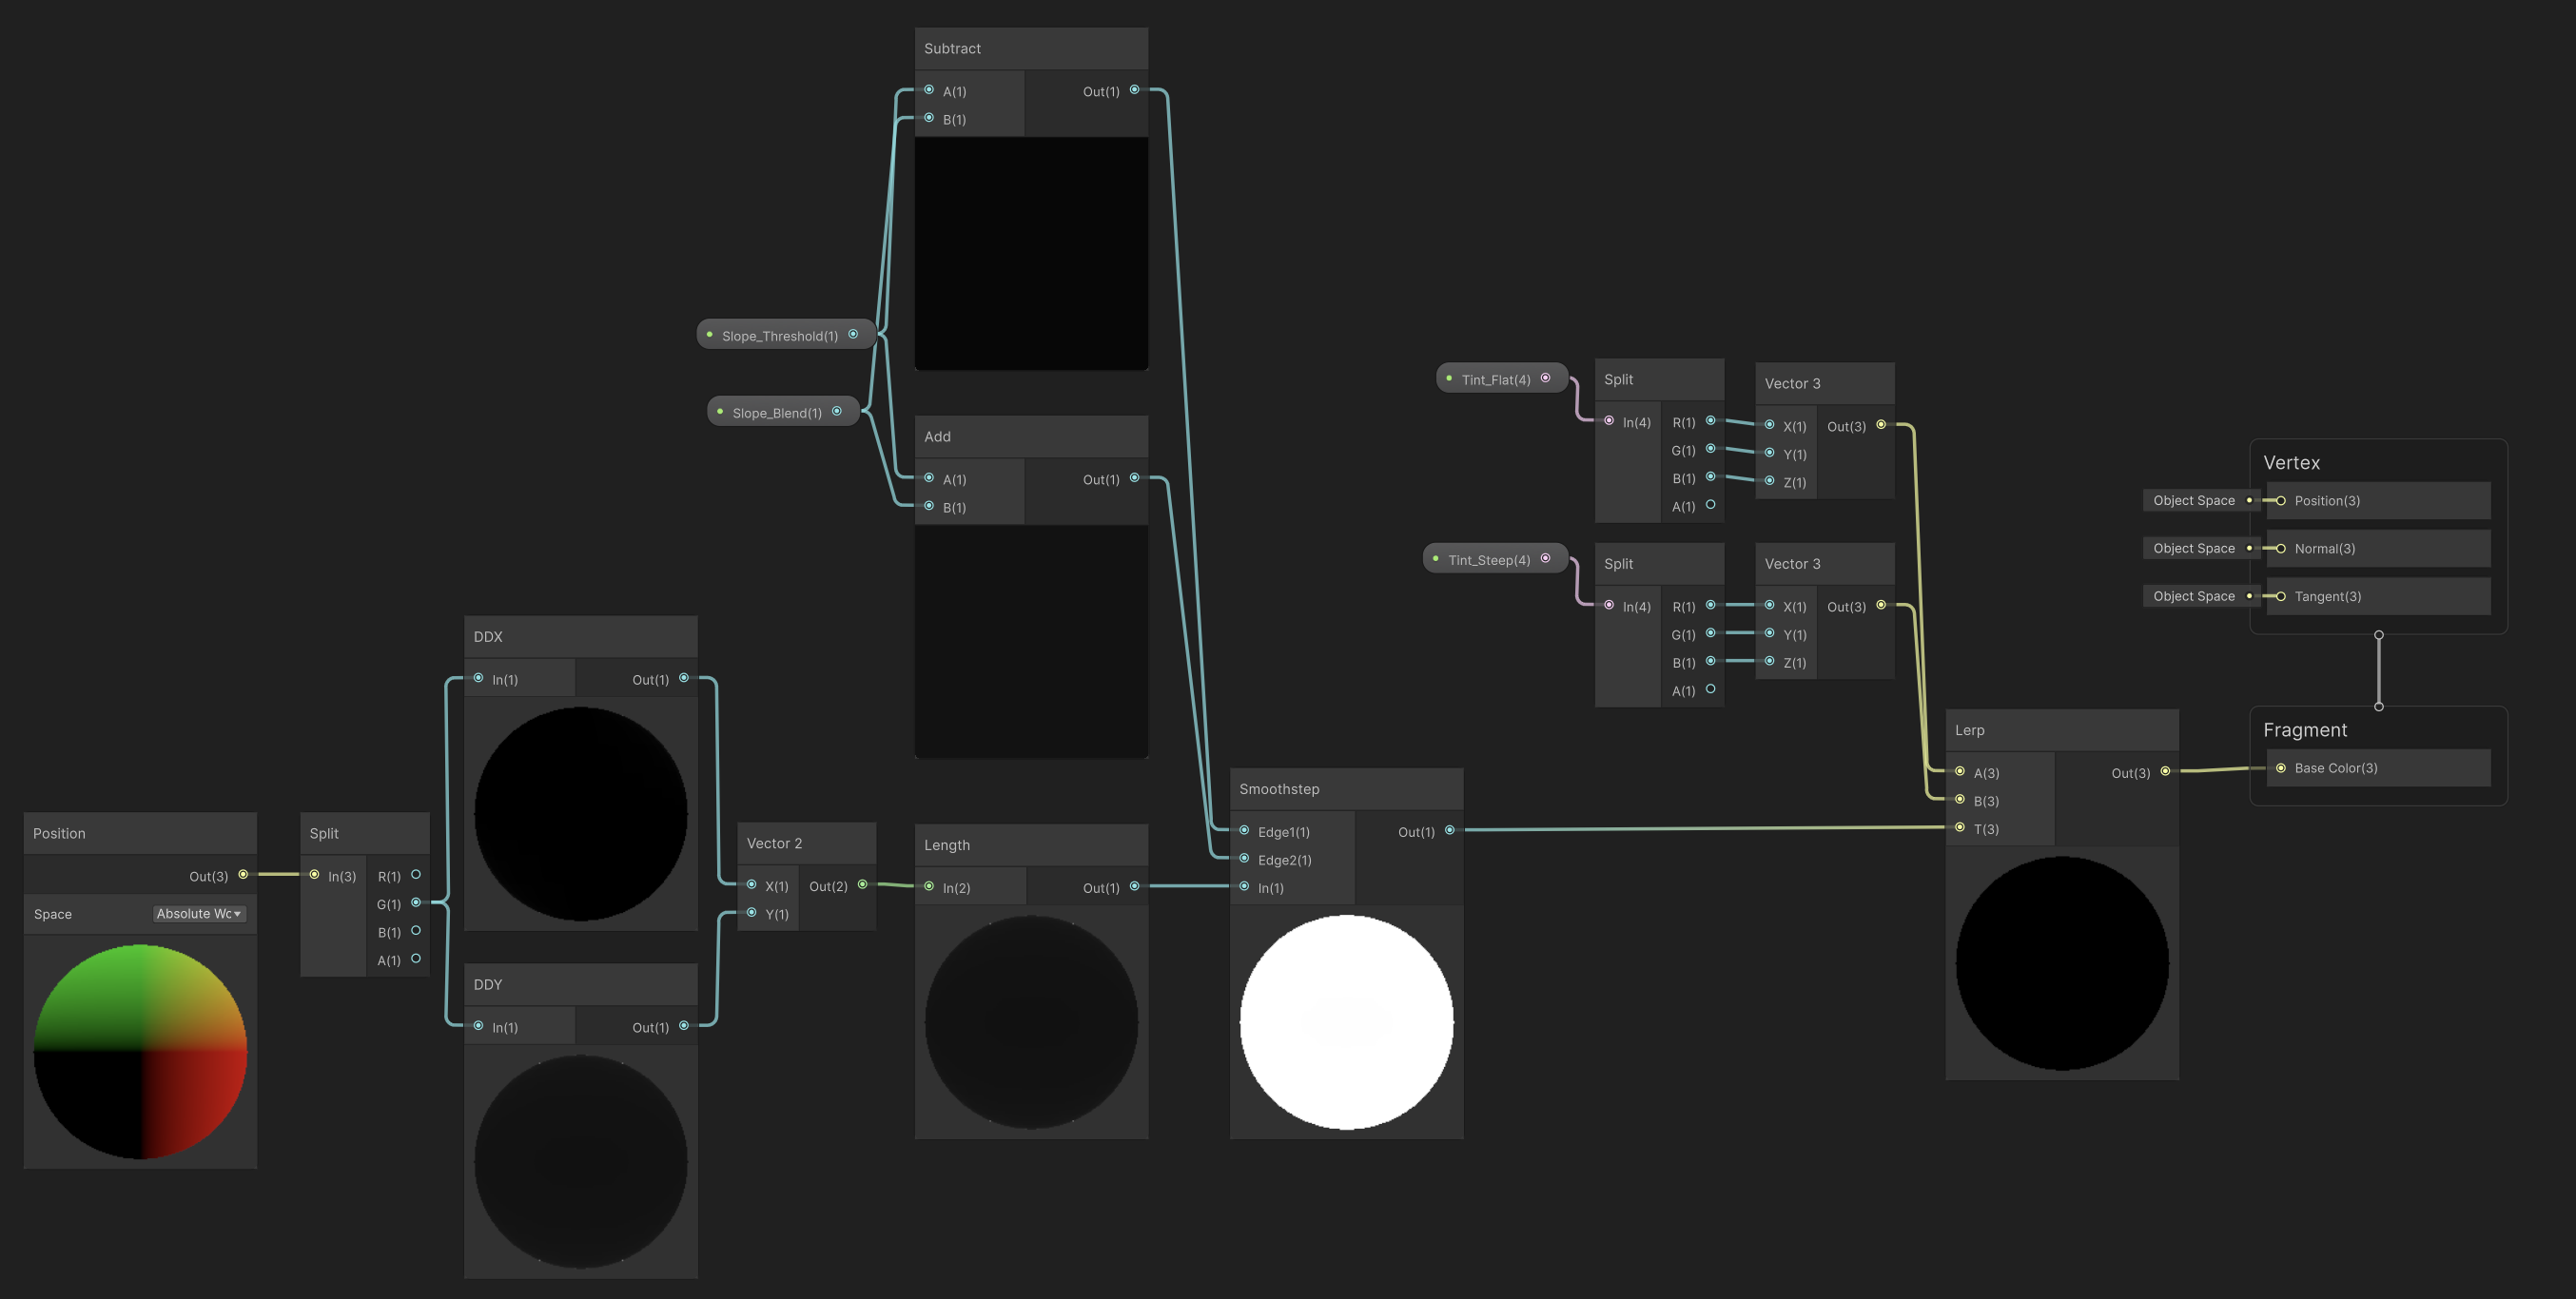 Subtract
A(1)
Out(1)
B(1)
Slope_Threshold(1)
Slope_Blend(1)
Add
A(1)
Out(1)
B(1)
DDX
In(1)
Out(1)
Position
Out(3)
Space
Absolute Wc
Split
In(3)
R(1)
G(1)
B(1)
A(1)
DDY
In(1)
Out(1)
Vector 2
X(1)
Out(2)
Y(1)
Length
In(2)
Out(1)
Smoothstep
Edge1(1)
Out(1)
Edge2(1)
In(1)
Tint_Flat(4)
Split
In(4)
R(1)
G(1)
B(1)
A(1)
Vector 3
X(1)
Out(3)
Y(1)
Z(1)
Tint_Steep(4)
Split
In(4)
R(1)
G(1)
B(1)
A(1)
Vector 3
X(1)
Out(3)
Y(1)
Z(1)
Lerp
A(3)
Out(3)
B(3)
T(3)
Vertex
Object Space
Position(3)
Object Space
Normal(3)
Object Space
Tangent(3)
Fragment
Base Color(3)